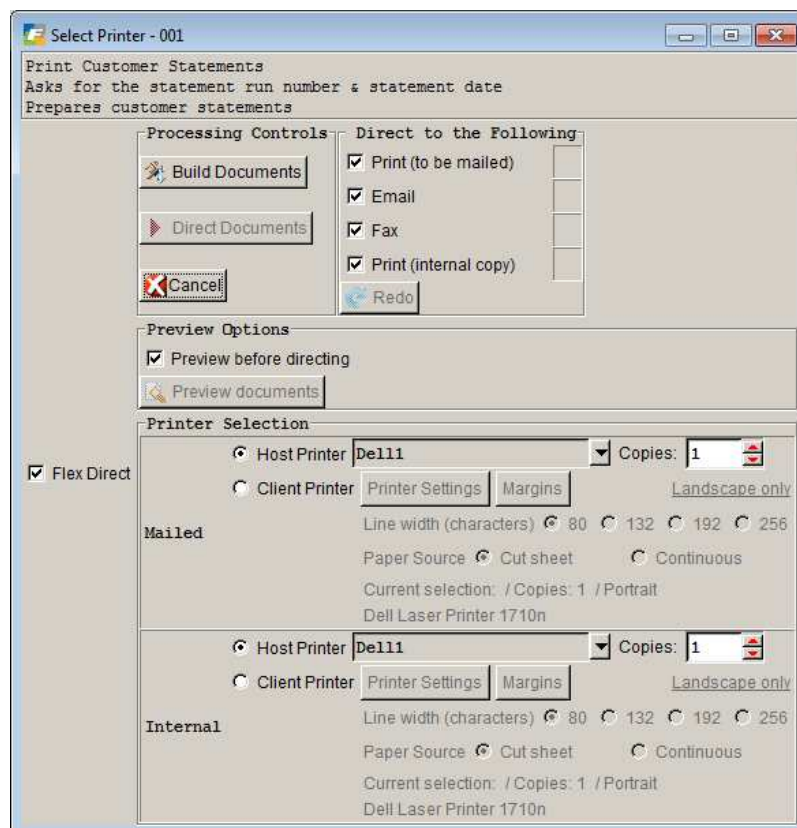 Select Printer - 001
Print Customer Statements
Asks for the statement run number & statement date
Prepares customer statements
Processing Controls
Build Documents
Direct Documents
Cancel
Direct to the Following
Print (to be mailed)
Email
Fax
Print (internal copy)
Redo
Preview Options
Preview before directing
Preview documents
Flex Direct
Printer Selection
Mailed
Host Printer Dell1 Copies: 1
Client Printer Printer Settings Margins Landscape only
Line width (characters) 80 132 192 256
Paper Source Cut sheet Continuous
Current selection: / Copies: 1 / Portrait
Dell Laser Printer 1710n
Internal
Host Printer Dell1 Copies: 1
Client Printer Printer Settings Margins Landscape only
Line width (characters) 80 132 192 256
Paper Source Cut sheet Continuous
Current selection: / Copies: 1 / Portrait
Dell Laser Printer 1710n